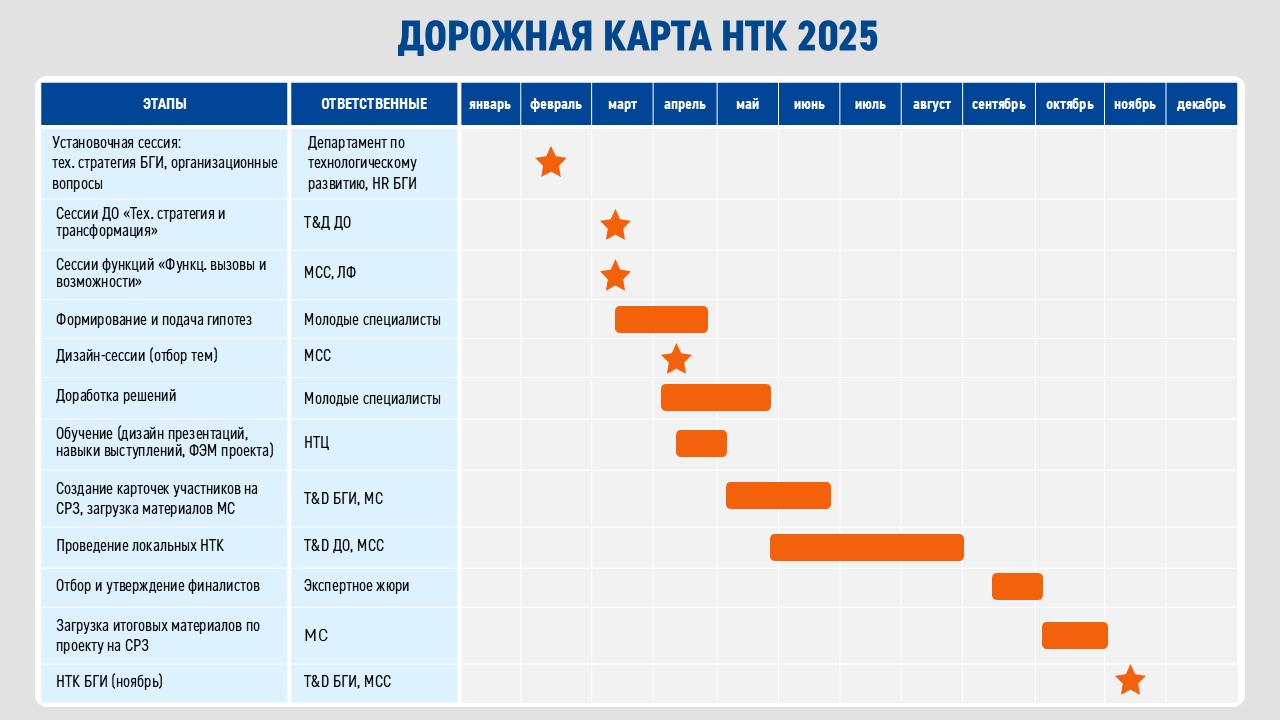 ДОРОЖНАЯ КАРТА НТК 2025
ЭТАПЫ ОТВЕТСТВЕННЫЕ январь февраль март апрель май июнь июль август сентябрь октябрь ноябрь декабрь
Установочная сессия:
тех. стратегия БГИ, организационные
вопросы
Департамент по
технологическому
развитию, HR БГИ
Сессии ДО «Тех. стратегия и
трансформация»
Т&Д ДО
Сессии функций «Функц. вызовы и
возможности»
МСС, ЛФ
Формирование и подача гипотез
Молодые специалисты
Дизайн-сессии (отбор тем)
МСС
Доработка решений
Молодые специалисты
Обучение (дизайн презентаций,
навыки выступлений, ФЭМ проекта)
НТЦ
Создание карточек участников на
СРЗ, загрузка материалов МС
T&D БГИ, МС
Проведение локальных НТК
T&D ДО, МСС
Отбор и утверждение финалистов
Экспертное жюри
Загрузка итоговых материалов по
проекту на СРЗ
МС
НТК БГИ (ноябрь)
T&D БГИ, МСС